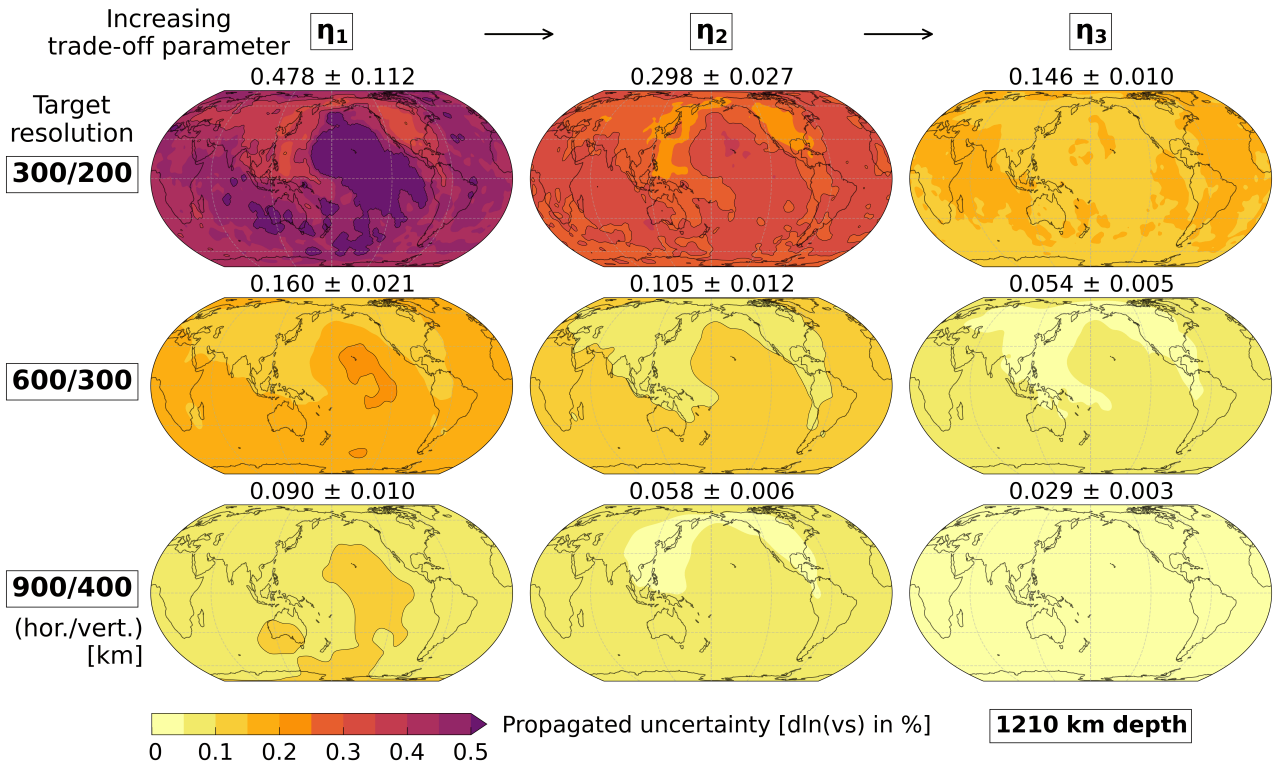 Increasing
trade-off parameter
η1
η2
η3
0.478 ± 0.112
0.298 ± 0.027
0.146 ± 0.010
Target
resolution
300/200
0.160 ± 0.021
0.105 ± 0.012
0.054 ± 0.005
600/300
0.090 ± 0.010
0.058 ± 0.006
0.029 ± 0.003
900/400
(hor./vert.)
[km]
0 0.1 0.2 0.3 0.4 0.5
Propagated uncertainty [dln(vs) in %]
1210 km depth